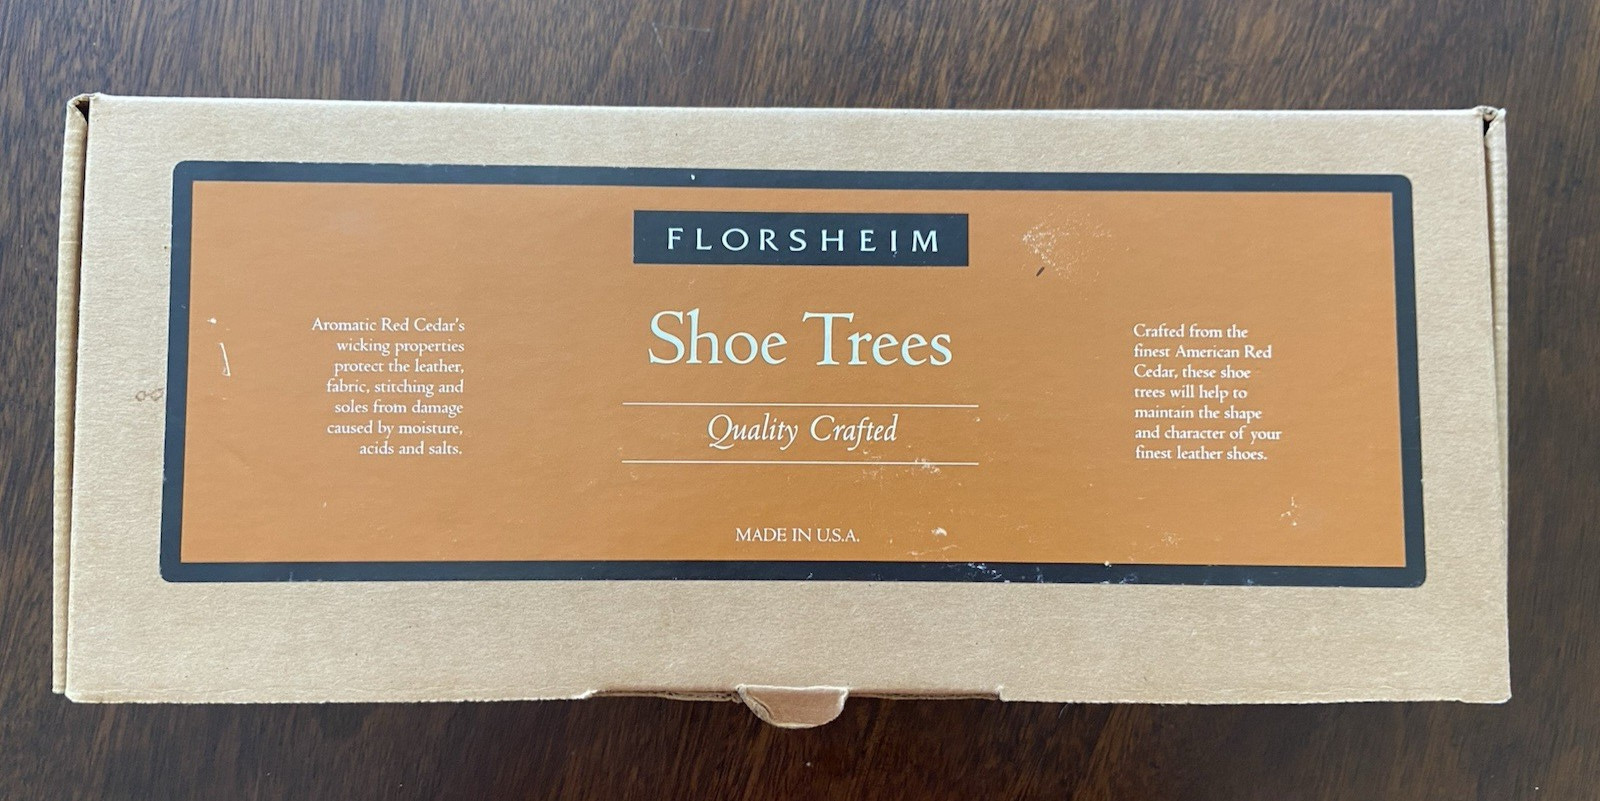 FLORSHEIM
Shoe Trees
Quality Crafted
MADE IN U.S.A.
Aromatic Red Cedar's
wicking properties
protect the leather,
fabric, stitching and
soles from damage
caused by moisture,
acids and salts.
Crafted from the
finest American Red
Cedar, these shoe
trees will help to
maintain the shape
and character of your
finest leather shoes.